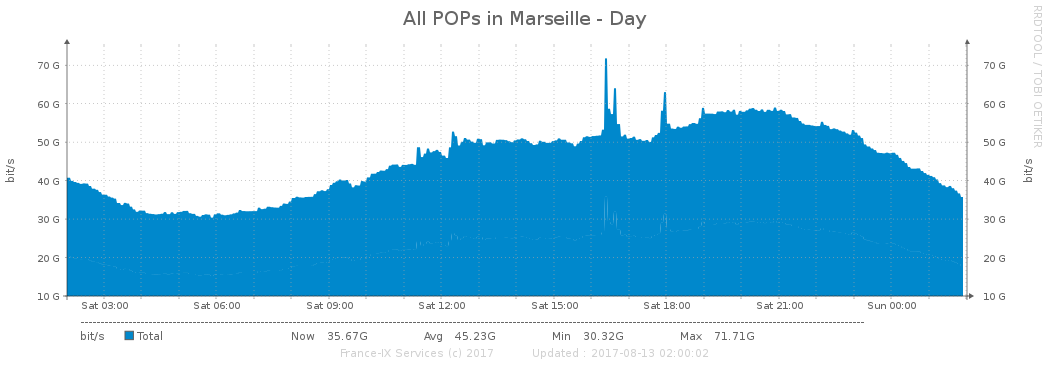 All POPs in Marseille - Day
RRDTOOL / TOBI OETIKER
bit/s
70 G
60 G
50 G
40 G
30 G
20 G
10 G
70 G
60 G
50 G
40 G
30 G
20 G
10 G
bit/s
Sat 03:00 Sat 06:00 Sat 09:00 Sat 12:00 Sat 15:00 Sat 18:00 Sat 21:00 Sun 00:00
bit/s Total Now 35.67G Avg 45.23G Min 30.32G Max 71.71G
France-IX Services (c) 2017 Updated : 2017-08-13 02:00:02